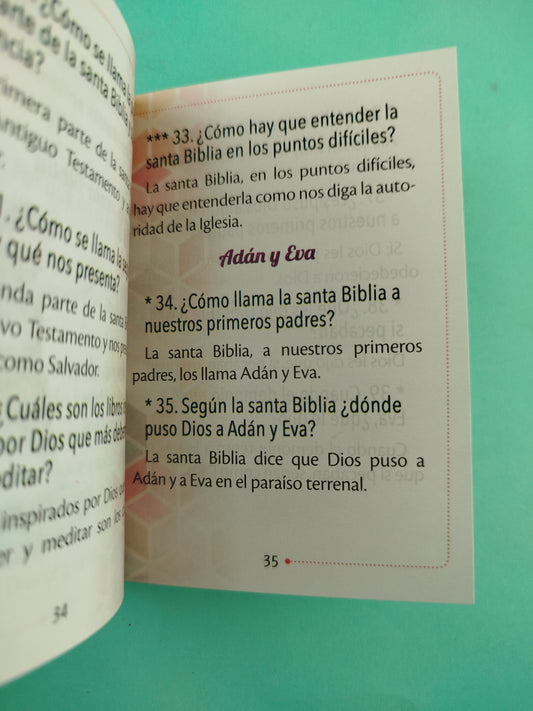 ¿Cómo se llama la
parte de la santa Biblia
primera parte de la santa
Antiguo Testamento y
¿Cómo se llama la
qué nos presenta?
parte de la santa
Testamento y nos
como Salvador.
¿Cuáles son los libros
por Dios que más
inspirados por Dios
y meditar son los
34
*** 33. ¿Cómo hay que entender la
santa Biblia en los puntos difíciles?
La santa Biblia, en los puntos difíciles,
hay que entenderla como nos diga la auto-
ridad de la Iglesia.
Adán y Eva
* 34. ¿Cómo llama la santa Biblia a
nuestros primeros padres?
La santa Biblia, a nuestros primeros
padres, los llama Adán y Eva.
* 35. Según la santa Biblia ¿dónde
puso Dios a Adán y Eva?
La santa Biblia dice que Dios puso a
Adán y a Eva en el paraíso terrenal.
35